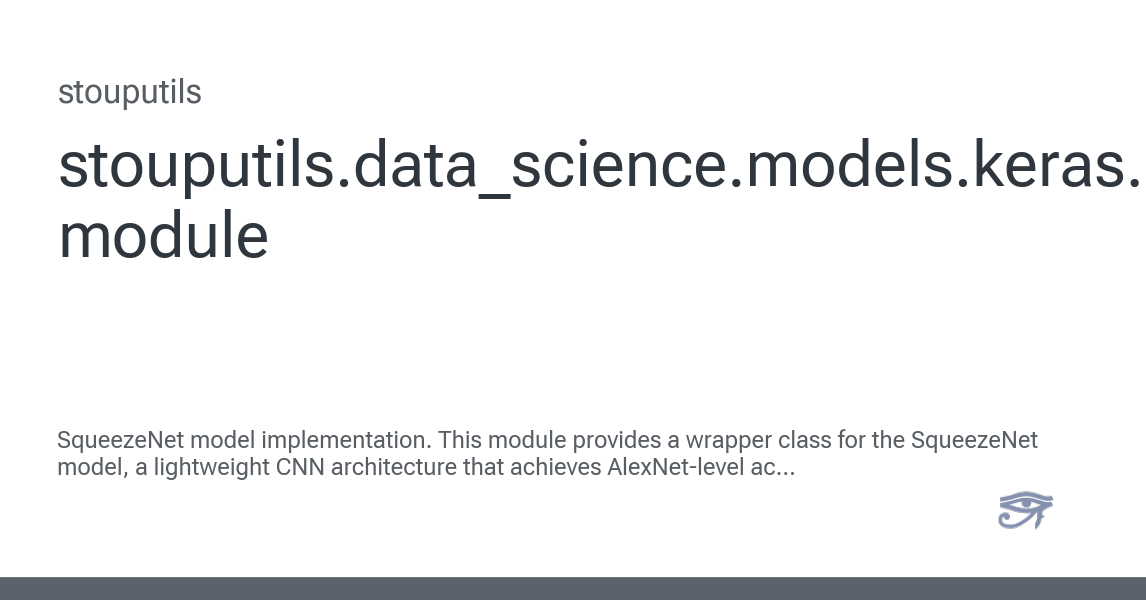 stouputils
stouputils.data_science.models.keras.
module
SqueezeNet model implementation. This module provides a wrapper class for the SqueezeNet
model, a lightweight CNN architecture that achieves AlexNet-level ac...